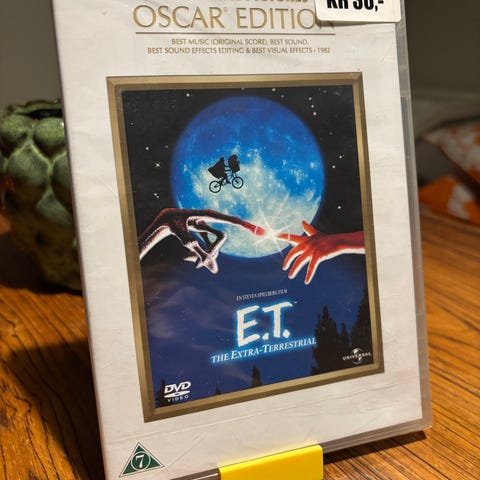 OSCAR EDITION
BEST MUSIC (ORIGINAL SCORE), BEST SOUND,
BEST SOUND EFFECTS EDITING & BEST VISUAL EFFECTS - 1982
EN STEVEN SPIELBERG FILM
E.T.™
THE EXTRA-TERRESTRIAL
UNIVERSAL
DVD
VIDEO
7